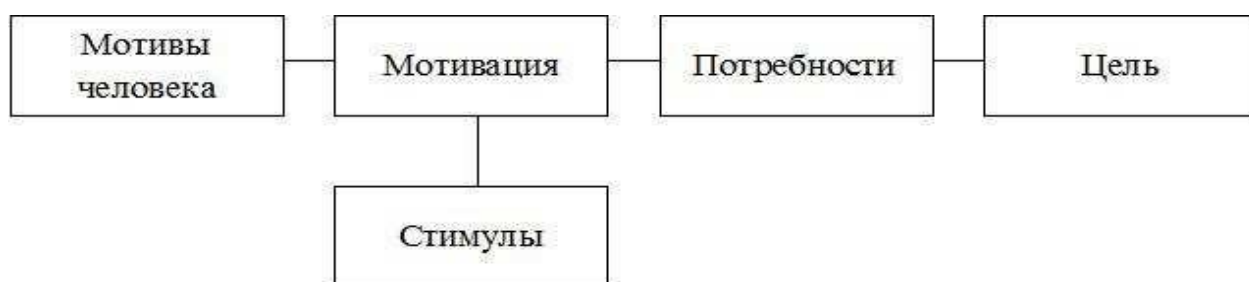 Мотивы
человека
Мотивация
Потребности
Цель
Стимулы